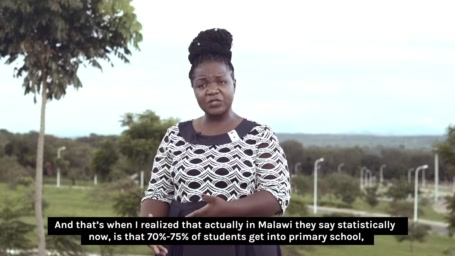 And that's when I realized that actually in Malawi they say statistically
now, is that 70%-75% of students get into primary school,